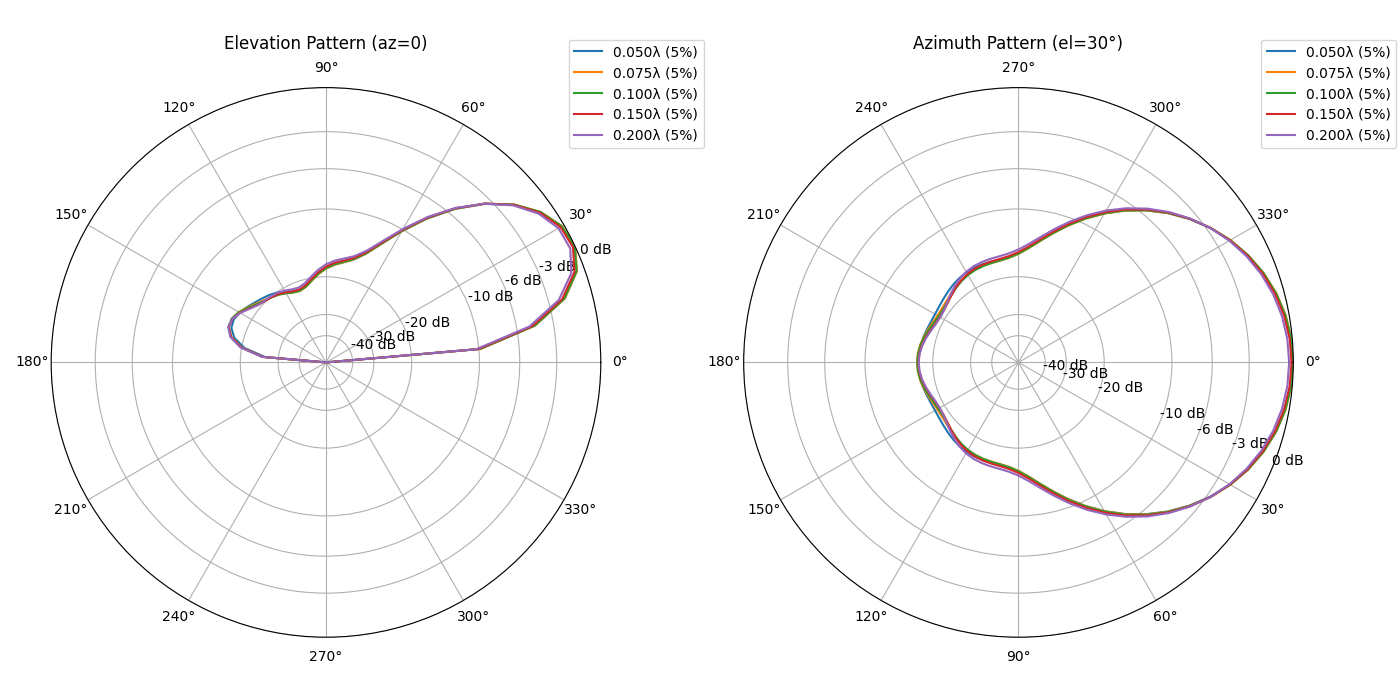 Elevation Pattern (az=0)
90°
120°
60°
150°
30°
180°
0°
210°
330°
240°
300°
270°
0 dB
-3 dB
-6 dB
-10 dB
-20 dB
-30 dB
-40 dB
0.050λ (5%)
0.075λ (5%)
0.100λ (5%)
0.150λ (5%)
0.200λ (5%)
Azimuth Pattern (el=30°)
270°
240°
300°
210°
330°
180°
0°
150°
30°
120°
60°
90°
-40 dB
-30 dB
-20 dB
-10 dB
-6 dB
-3 dB
0 dB
0.050λ (5%)
0.075λ (5%)
0.100λ (5%)
0.150λ (5%)
0.200λ (5%)